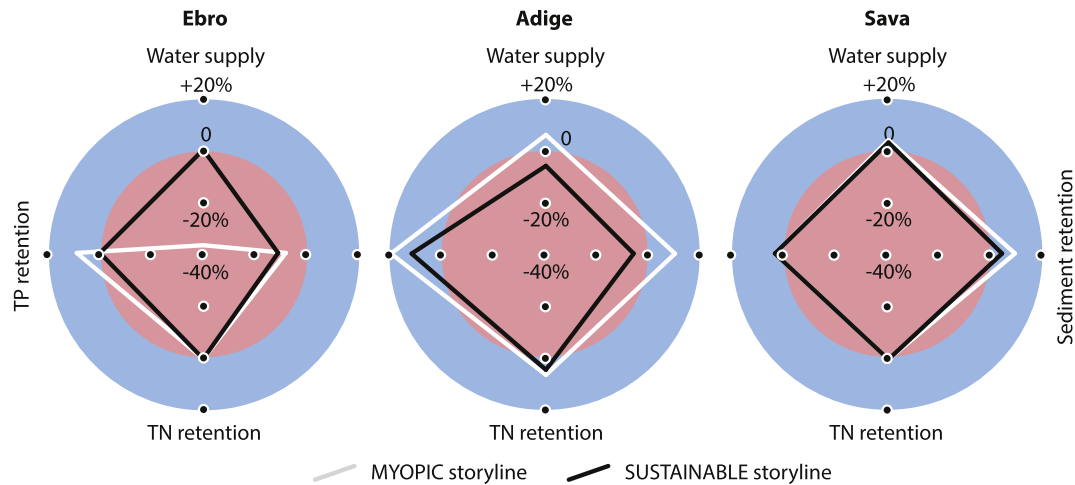 Ebro
Adige
Sava
Water supply
Water supply
Water supply
+20%
+20%
+20%
0
0
0
-20%
-20%
-20%
-40%
-40%
-40%
TP retention
Sediment retention
TN retention
TN retention
TN retention
MYOPIC storyline
SUSTAINABLE storyline